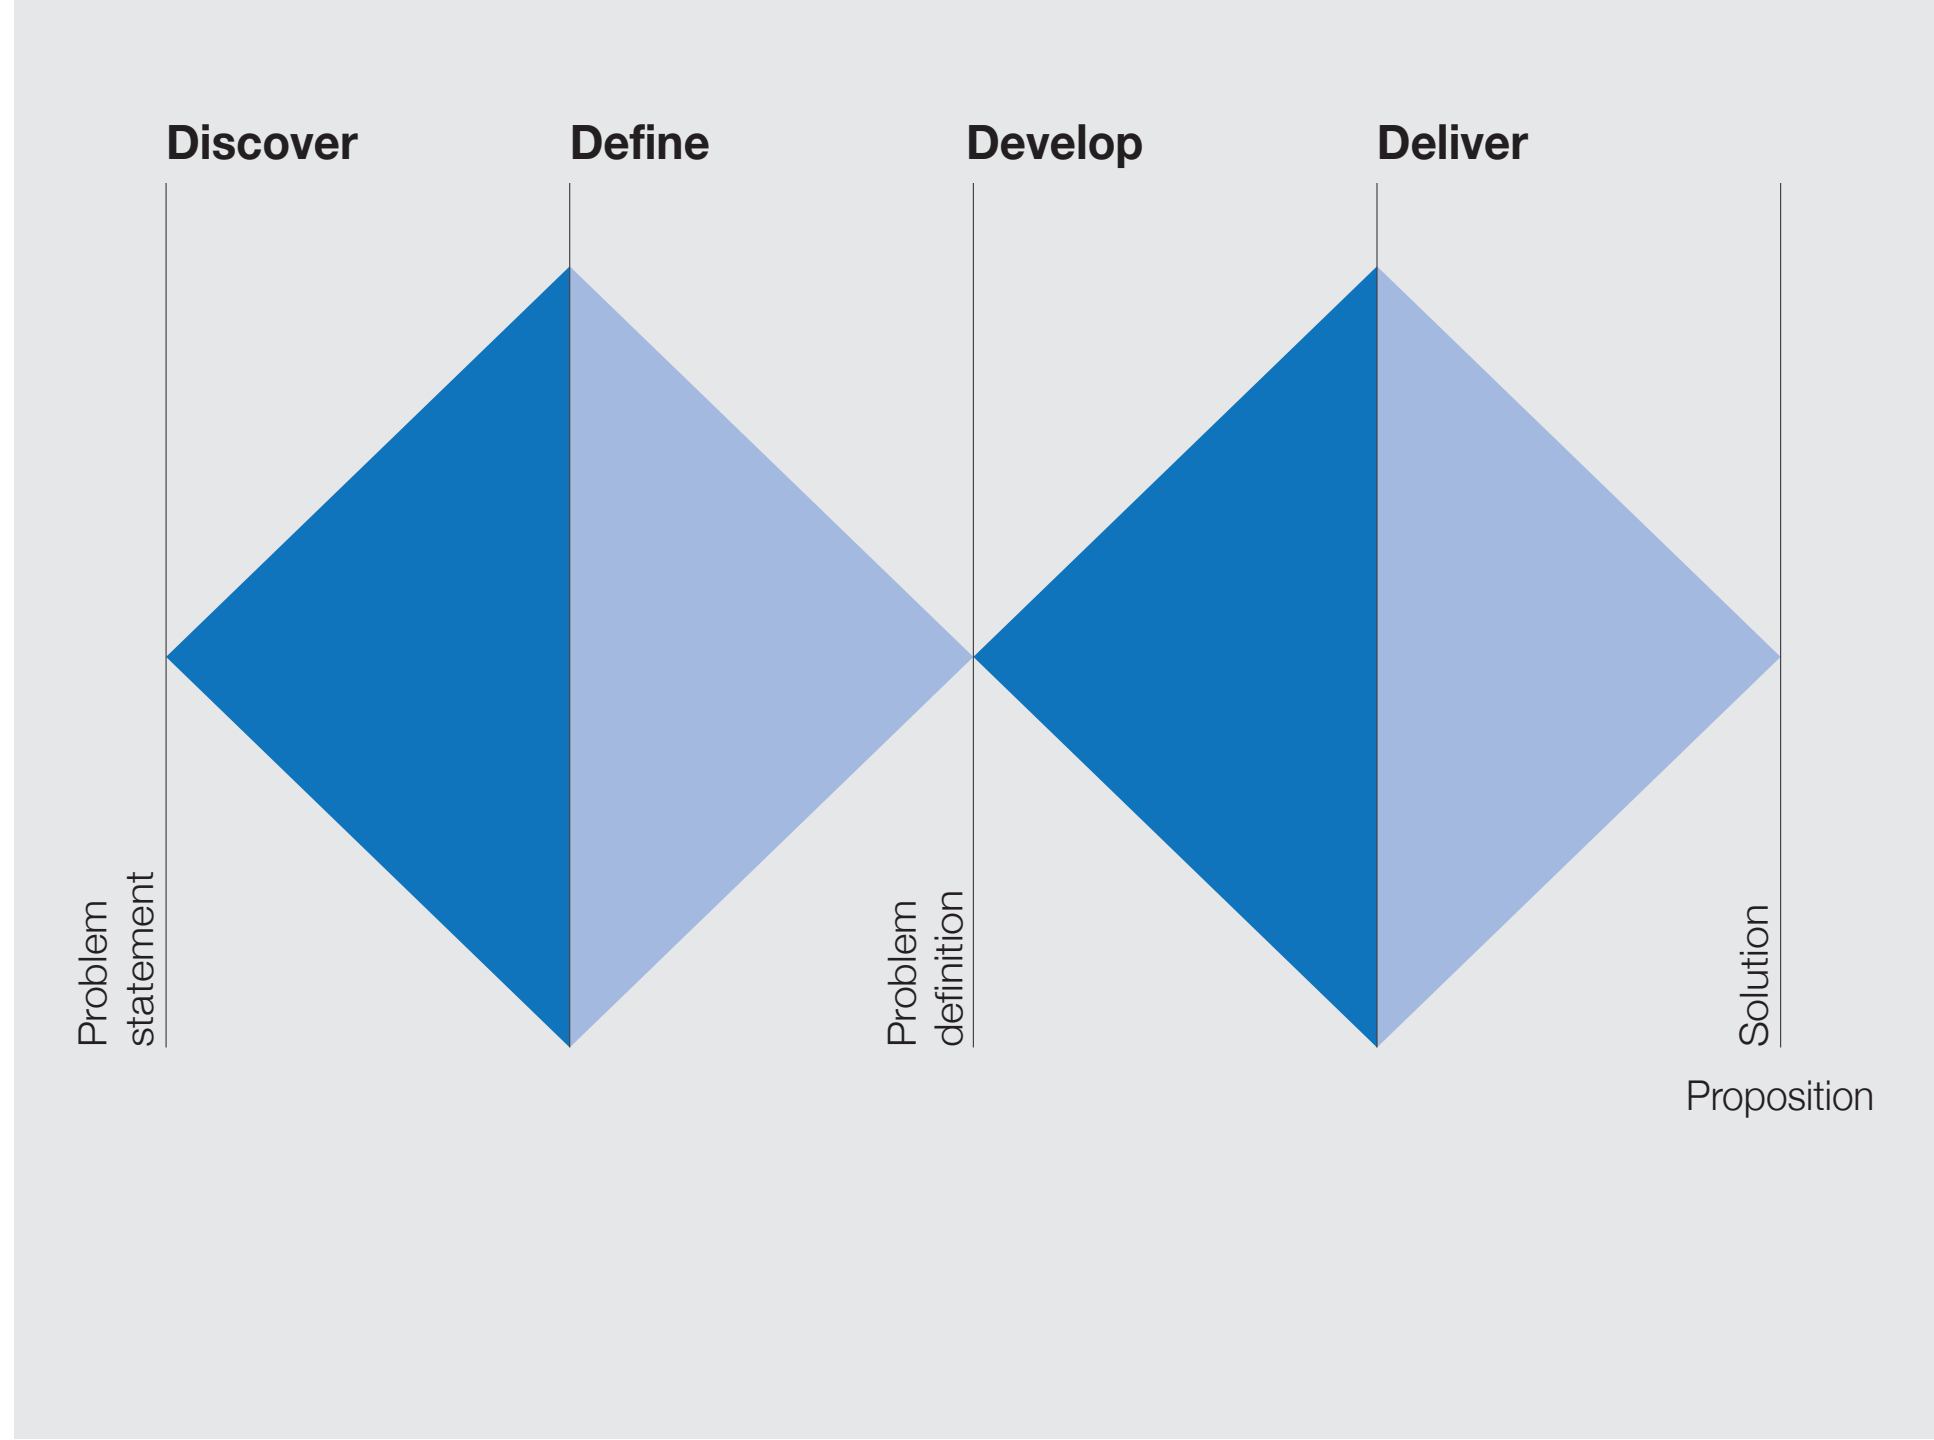 Discover
Define
Develop
Deliver
Problem
statement
Problem
definition
Solution
Proposition